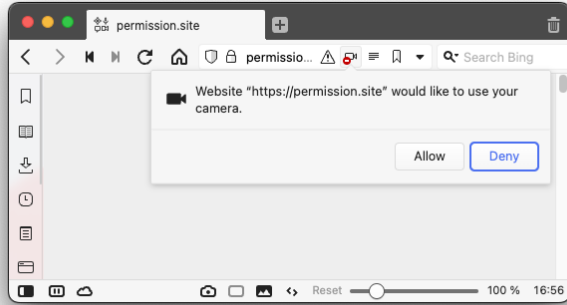 permission.site
permissio... Search Bing
Website “https://permission.site” would like to use your
camera.
Allow Deny
Reset 100 % 16:56